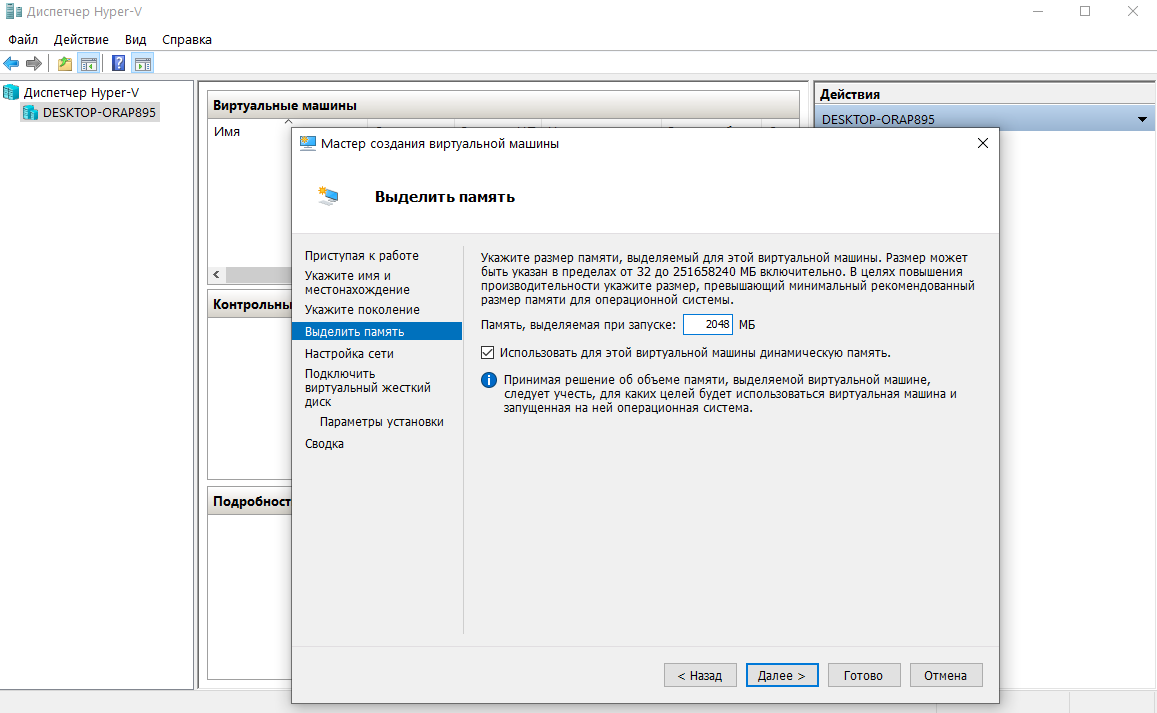 Диспетчер Hyper-V
Файл Действие Вид Справка
Диспетчер Hyper-V
DESKTOP-ORAP895
Виртуальные машины
Имя
Контрольны
Подробност
Действия
DESKTOP-ORAP895
Мастер создания виртуальной машины
Выделить память
Приступая к работе
Укажите имя и
местонахождение
Укажите поколение
Выделить память
Настройка сети
Подключить
виртуальный жесткий
диск
Параметры установки
Сводка
Укажите размер памяти, выделяемый для этой виртуальной машины. Размер может
быть указан в пределах от 32 до 251658240 МБ включительно. В целях повышения
производительности укажите размер, превышающий минимальный рекомендованный
размер памяти для операционной системы.
Память, выделяемая при запуске: 2048 МБ
Использовать для этой виртуальной машины динамическую память.
Принимая решение об объеме памяти, выделяемой виртуальной машине,
следует учесть, для каких целей будет использоваться виртуальная машина и
запущенная на ней операционная система.
< Назад Далее > Готово Отмена